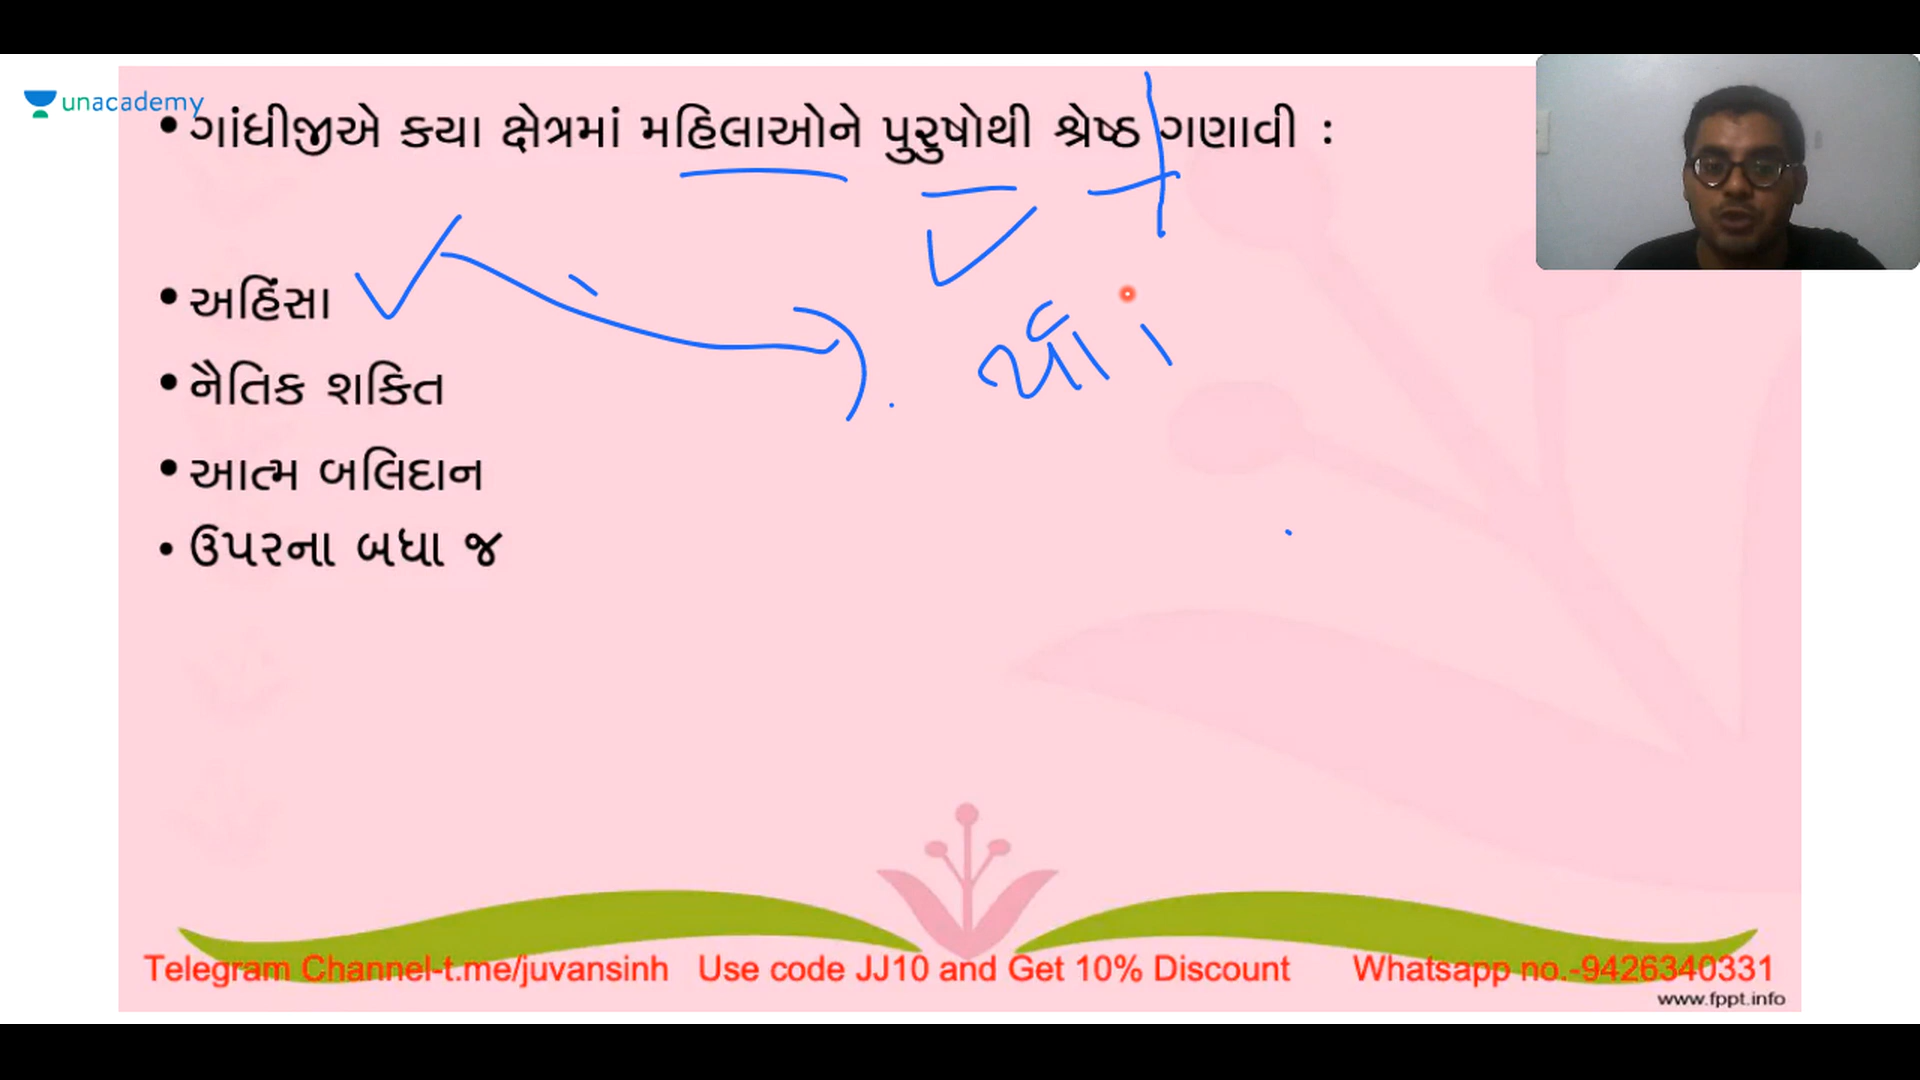 unacademy
• ગાંધીજીએ કયા ક્ષેત્રમાં મહિલાઓને પુરુષોથી શ્રેષ્ઠ ગણાવી :
• અહિંસા
• નૈતિક શકિત
• આત્મ બલિદાન
• ઉપરના બધા જ
Telegram Channel-t.me/juvansinh Use code JJ10 and Get 10% Discount Whatsapp no.-9426340331
www.fppt.info